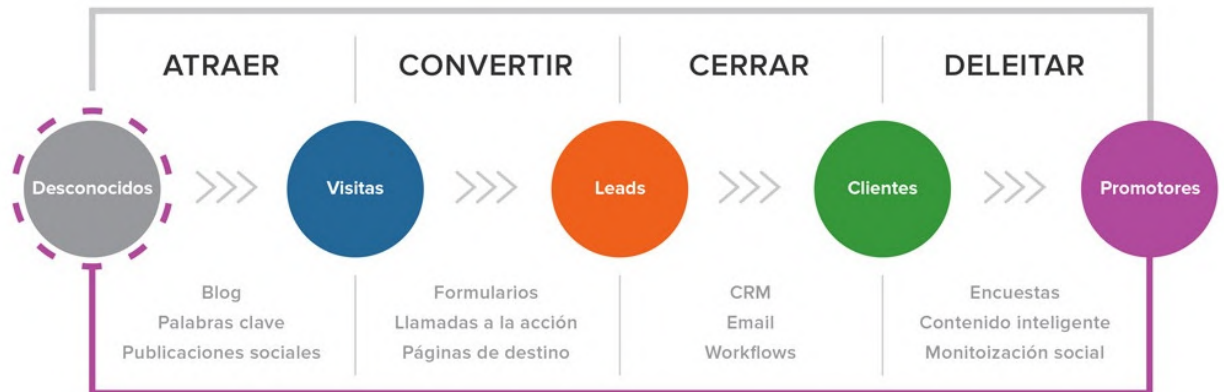 ATRAER
CONVERTIR
CERRAR
DELEITAR
Desconocidos
Visitas
Leads
Clientes
Promotores
Blog
Palabras clave
Publicaciones sociales
Formularios
Llamadas a la acción
Páginas de destino
CRM
Email
Workflows
Encuestas
Contenido inteligente
Monitoización social